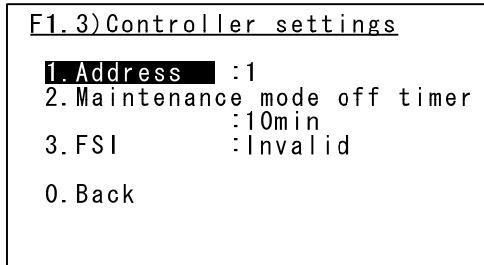 F1.3)Controller settings
1.Address :1
2.Maintenance mode off timer
:10min
3.FSI :Invalid
0.Back